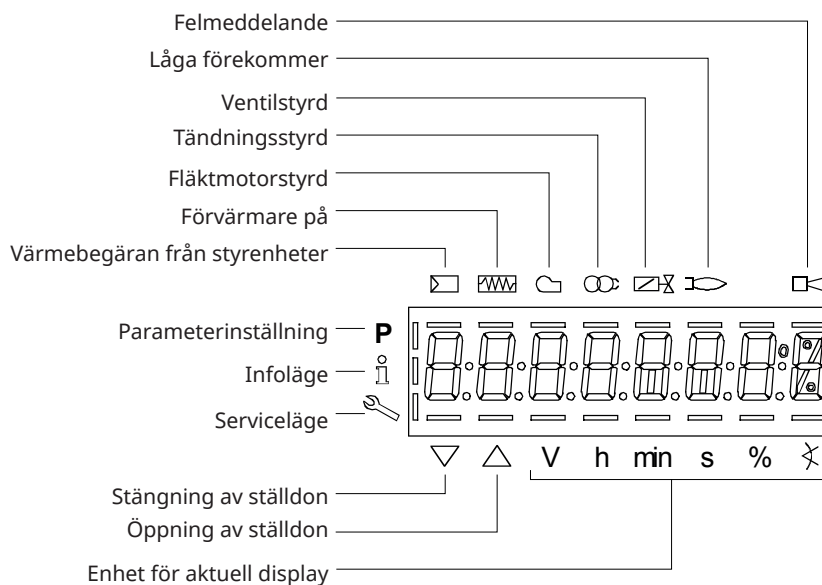 Felmeddelande
Låga förekommer
Ventilstyrd
Tändningsstyrd
Fläktmotorstyrd
Förvärmare på
Värmebegäran från styrenheter
Parameterinställning P
Infoläge i
Serviceläge
V h min s %
Stängning av ställdon
Öppning av ställdon
Enhet för aktuell display